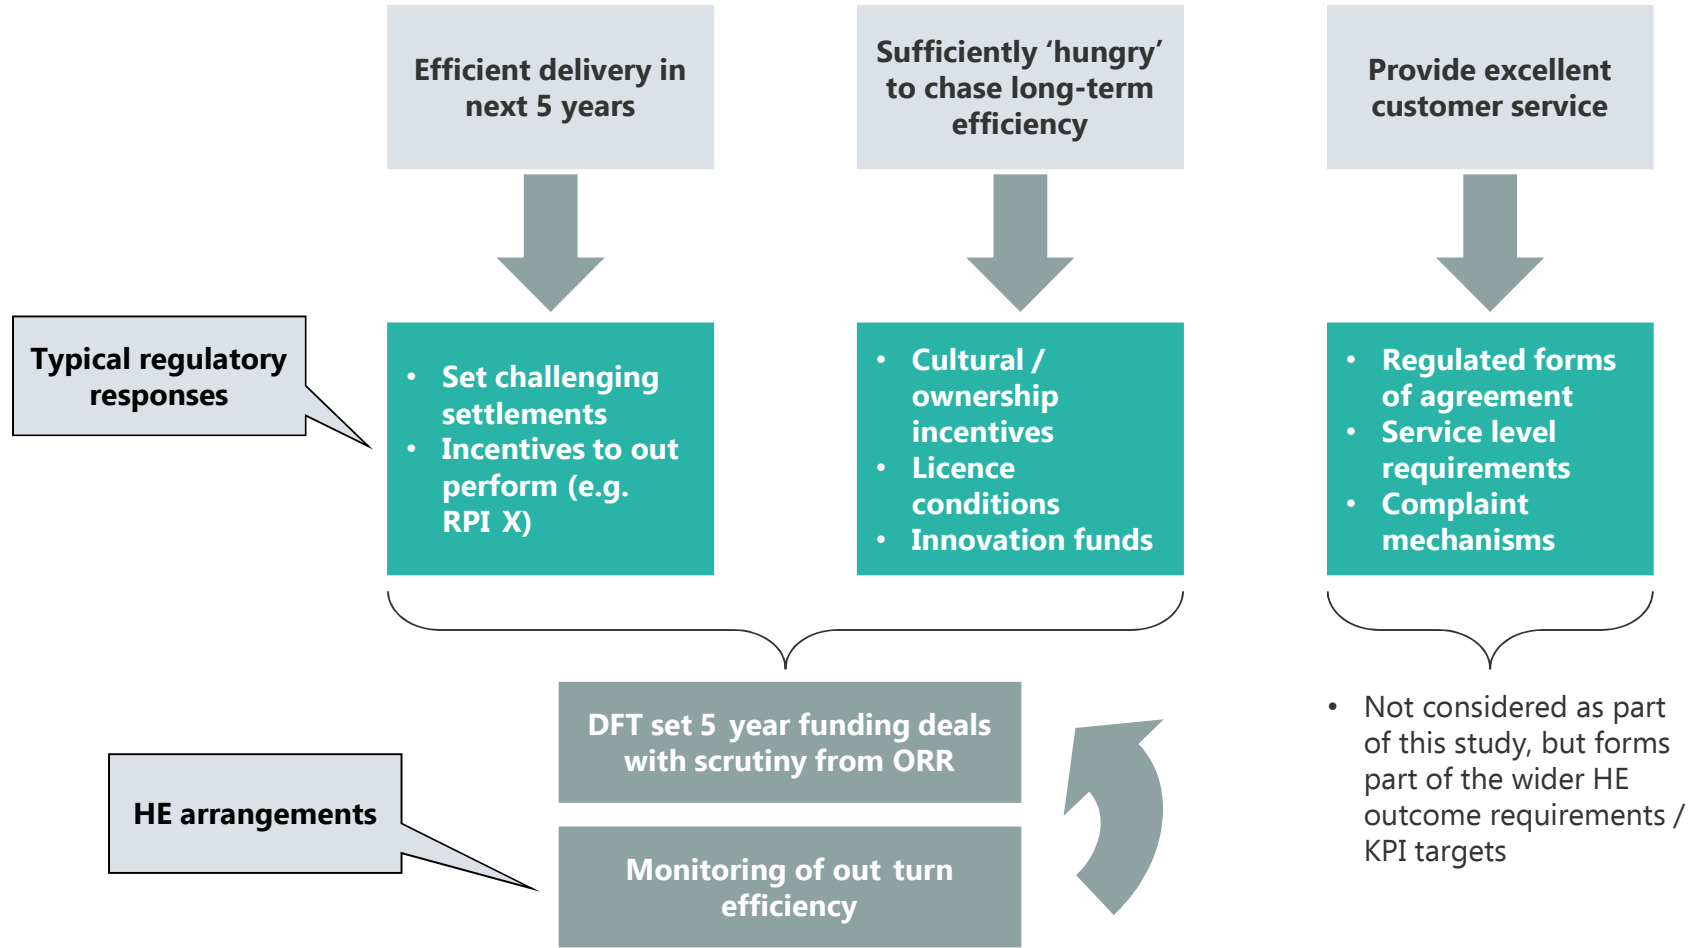 Efficient delivery in
next 5 years
Sufficiently ‘hungry’
to chase long-term
efficiency
Provide excellent
customer service
Typical regulatory
responses
• Set challenging
settlements
• Incentives to out
perform (e.g.
RPI X)
• Cultural /
ownership
incentives
• Licence
conditions
• Innovation funds
• Regulated forms
of agreement
• Service level
requirements
• Complaint
mechanisms
DFT set 5 year funding deals
with scrutiny from ORR
HE arrangements
Monitoring of out turn
efficiency
• Not considered as part
of this study, but forms
part of the wider HE
outcome requirements /
KPI targets